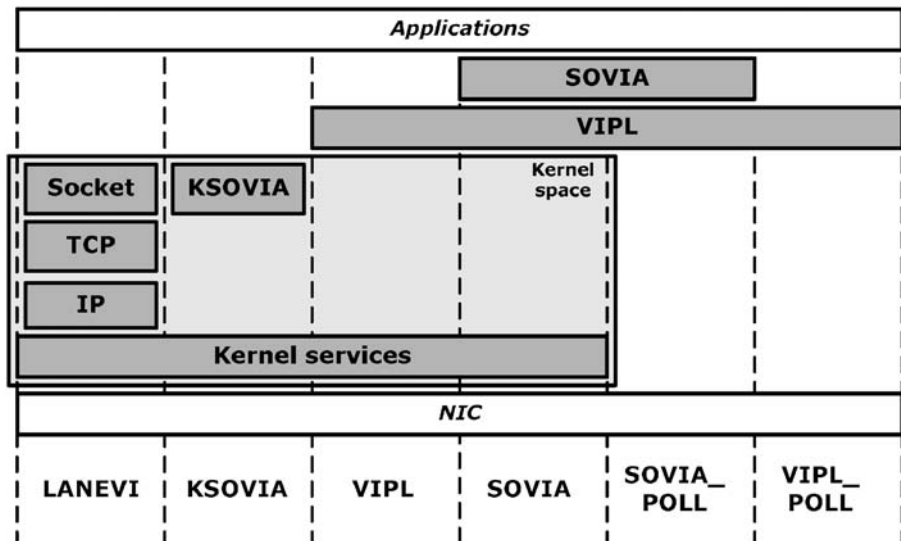 Applications
SOVIA
VIPL
Socket
KSOVIA
Kernel
space
TCP
IP
Kernel services
NIC
LANEVI
KSOVIA
VIPL
SOVIA
SOVIA_
POLL
VIPL_
POLL